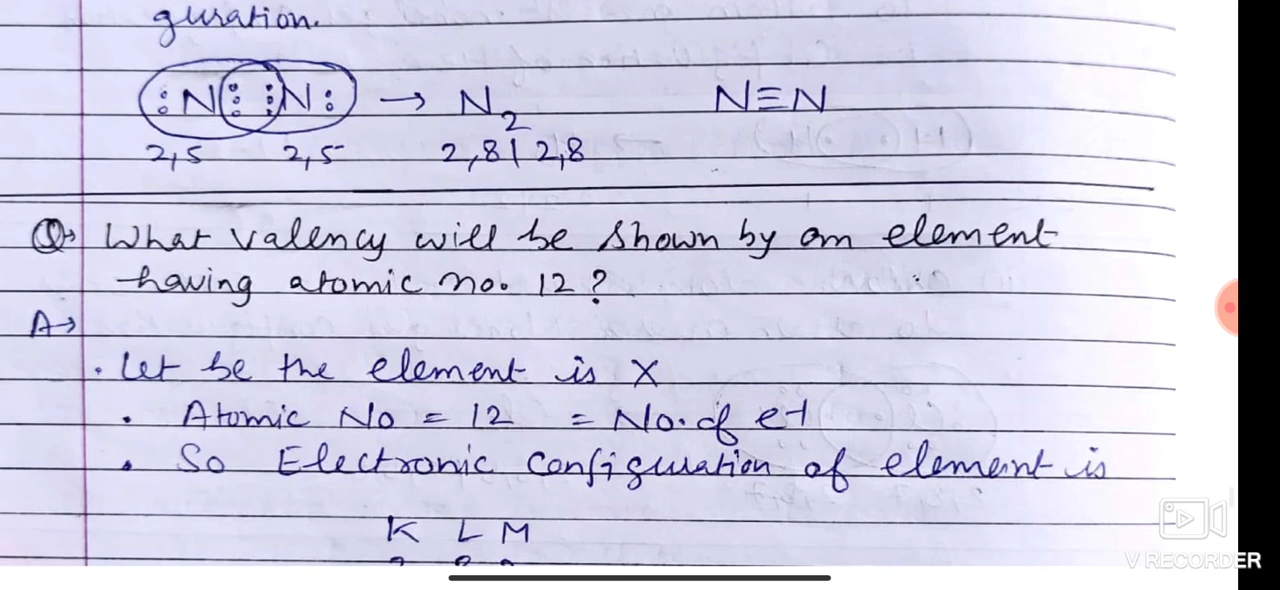 guration.
:N⋮ ⋮N: → N₂ N≡N
2,5 2,5 2,8 | 2,8
Q→ What valency will be shown by an element
having atomic no. 12?
A→
. Let be the element is X
. Atomic No = 12 = No. of e⁻
. So Electronic configuration of element is
K L M
V RECORDER